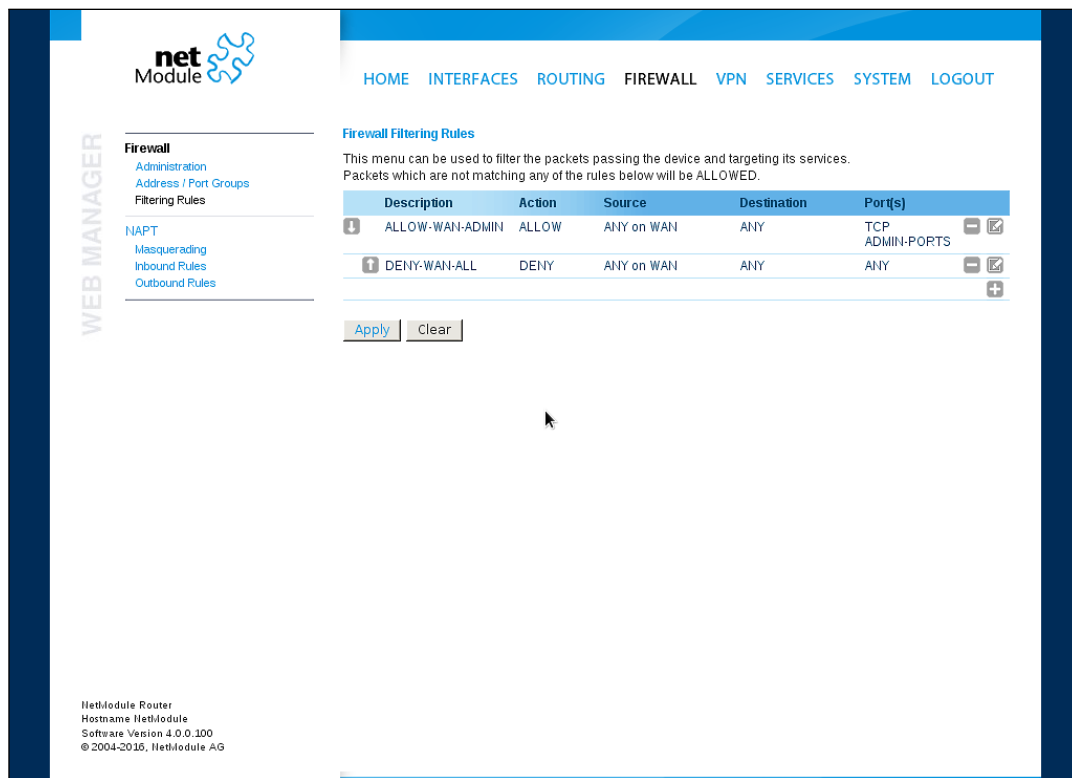 net
Module
HOME INTERFACES ROUTING FIREWALL VPN SERVICES SYSTEM LOGOUT
WEB MANAGER
Firewall
Administration
Address / Port Groups
Filtering Rules
NAPT
Masquerading
Inbound Rules
Outbound Rules
Firewall Filtering Rules
This menu can be used to filter the packets passing the device and targeting its services.
Packets which are not matching any of the rules below will be ALLOWED.
Description Action Source Destination Port(s)
ALLOW-WAN-ADMIN ALLOW ANY on WAN ANY TCP
ADMIN-PORTS
DENY-WAN-ALL DENY ANY on WAN ANY ANY
Apply Clear
NetModule Router
Hostname NetModule
Software Version 4.0.0.100
© 2004-2016, NetModule AG